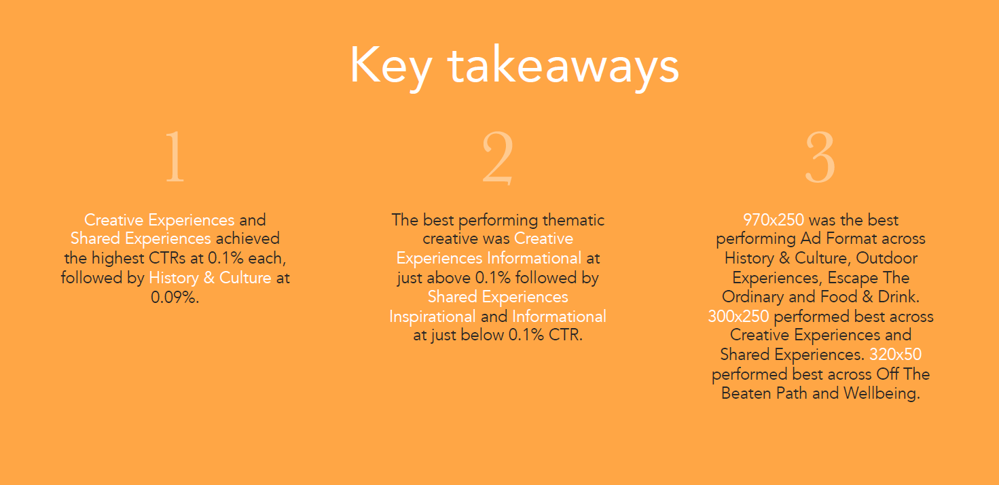 Key takeaways
1
Creative Experiences and
Shared Experiences achieved
the highest CTRs at 0.1% each,
followed by History & Culture at
0.09%.
2
The best performing thematic
creative was Creative
Experiences Informational at
just above 0.1% followed by
Shared Experiences
Inspirational and Informational
at just below 0.1% CTR.
3
970x250 was the best
performing Ad Format across
History & Culture, Outdoor
Experiences, Escape The
Ordinary and Food & Drink.
300x250 performed best across
Creative Experiences and
Shared Experiences. 320x50
performed best across Off The
Beaten Path and Wellbeing.